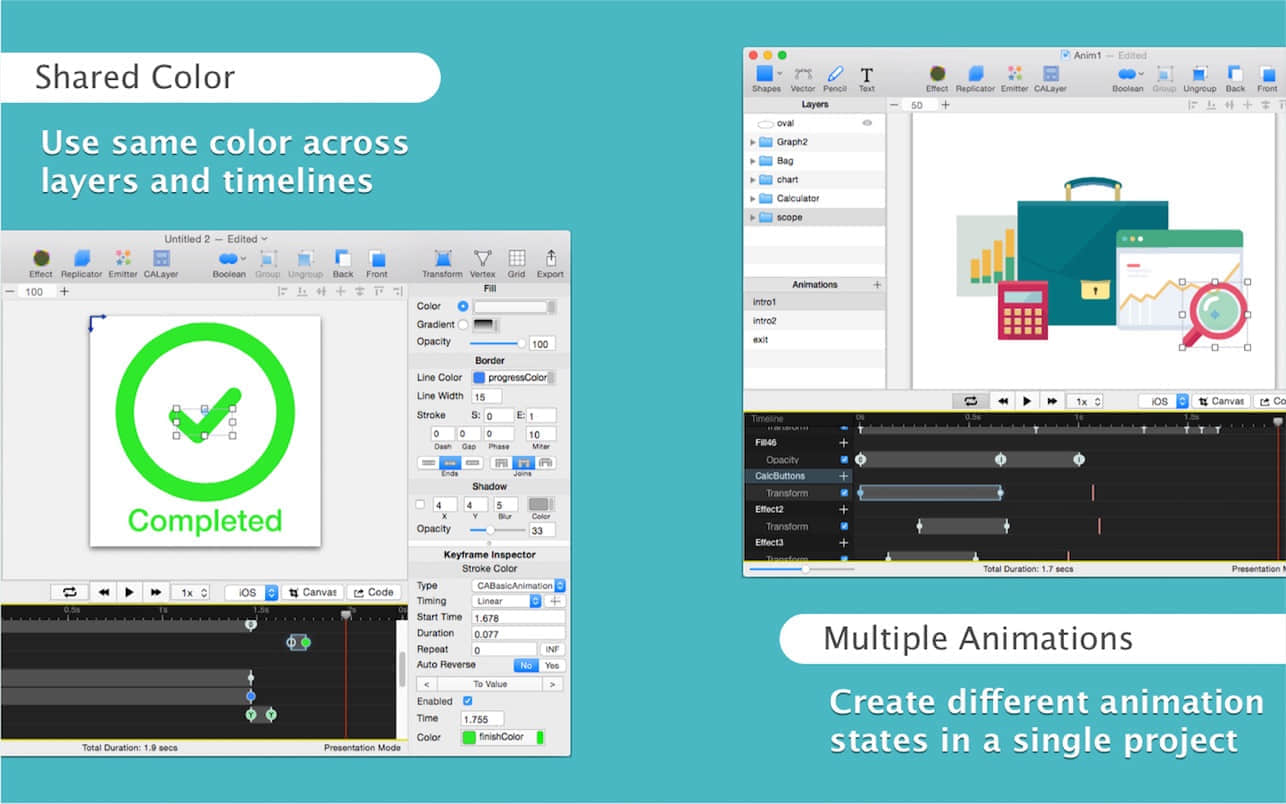 Shared Color
Use same color across
layers and timelines
Untitled 2 — Edited
Effect Replicator Emitter CALayer Boolean Group Ungroup Back Front Transform Vertex Grid Export
− 100 +
Fill
Color
Gradient
Opacity 100
Border
Line Color progressColor
Line Width 15
Stroke S: 0 E: 1
0 0 0 10
Dash Gap Phase Miter
Ends Joins
Shadow
4 4 5
X Y Blur Color
Opacity 33
Completed
Keyframe Inspector
Stroke Color
Type CABasicAnimation
Timing Linear
Start Time 1.678
Duration 0.077
Repeat 0 INF
Auto Reverse No Yes
< To Value >
Enabled
Time 1.755
Color finishColor
1x iOS Canvas Code
0.5s 1s 1.5s 2s 0s
Total Duration: 1.9 secs Presentation Mode
Anim1 — Edited
Shapes Vector Pencil Text Effect Replicator Emitter CALayer Boolean Group Ungroup Back Front
Layers − 50 +
oval
Graph2
Bag
chart
Calculator
scope
Animations +
intro1
intro2
exit
1x iOS Canvas Co
Timeline 0s 0.5s 1s 1.5s
Transform
Fill46 +
Opacity
CalcButtons +
Transform
Effect2 +
Transform
Effect3 +
Transform
Total Duration: 1.7 secs Presentation M
Multiple Animations
Create different animation
states in a single project